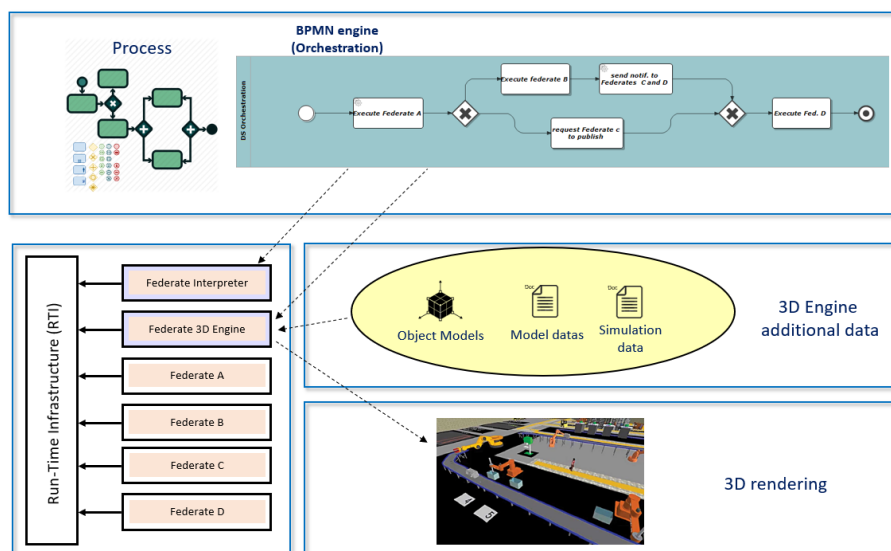 Process
BPMN engine
(Orchestration)
DS Orchestration
Execute Federate A
Execute federate B
send notif. to
Federates C and D
request Federate c
to publish
Execute Fed. D
Run-Time Infrastructure (RTI)
Federate Interpreter
Federate 3D Engine
Federate A
Federate B
Federate C
Federate D
Doc
Doc
Object Models
Model datas
Simulation
data
3D Engine
additional data
4
5
3D rendering